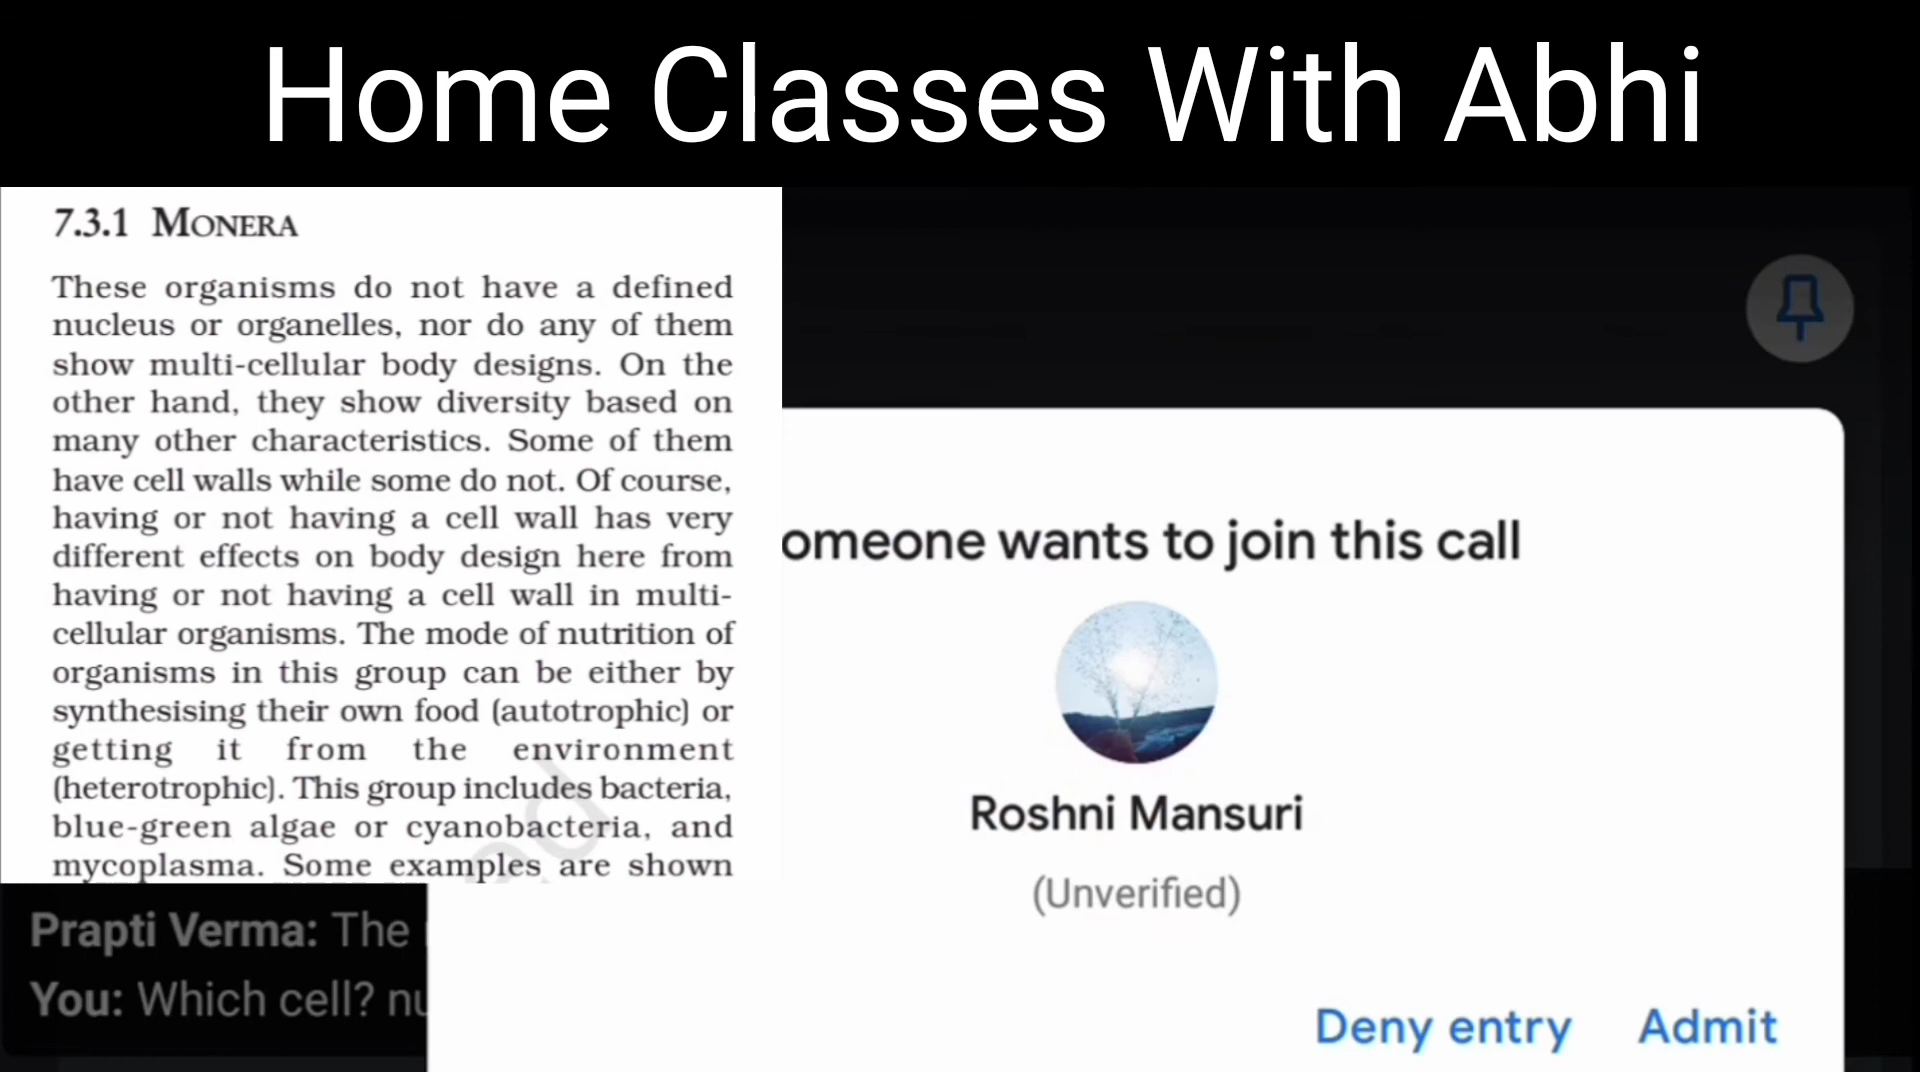 Home Classes With Abhi
7.3.1 MONERA
These organisms do not have a defined
nucleus or organelles, nor do any of them
show multi-cellular body designs. On the
other hand, they show diversity based on
many other characteristics. Some of them
have cell walls while some do not. Of course,
having or not having a cell wall has very
different effects on body design here from
having or not having a cell wall in multi-
cellular organisms. The mode of nutrition of
organisms in this group can be either by
synthesising their own food (autotrophic) or
getting it from the environment
(heterotrophic). This group includes bacteria,
blue-green algae or cyanobacteria, and
mycoplasma. Some examples are shown
omeone wants to join this call
Roshni Mansuri
(Unverified)
Deny entry Admit
Prapti Verma: The
You: Which cell?